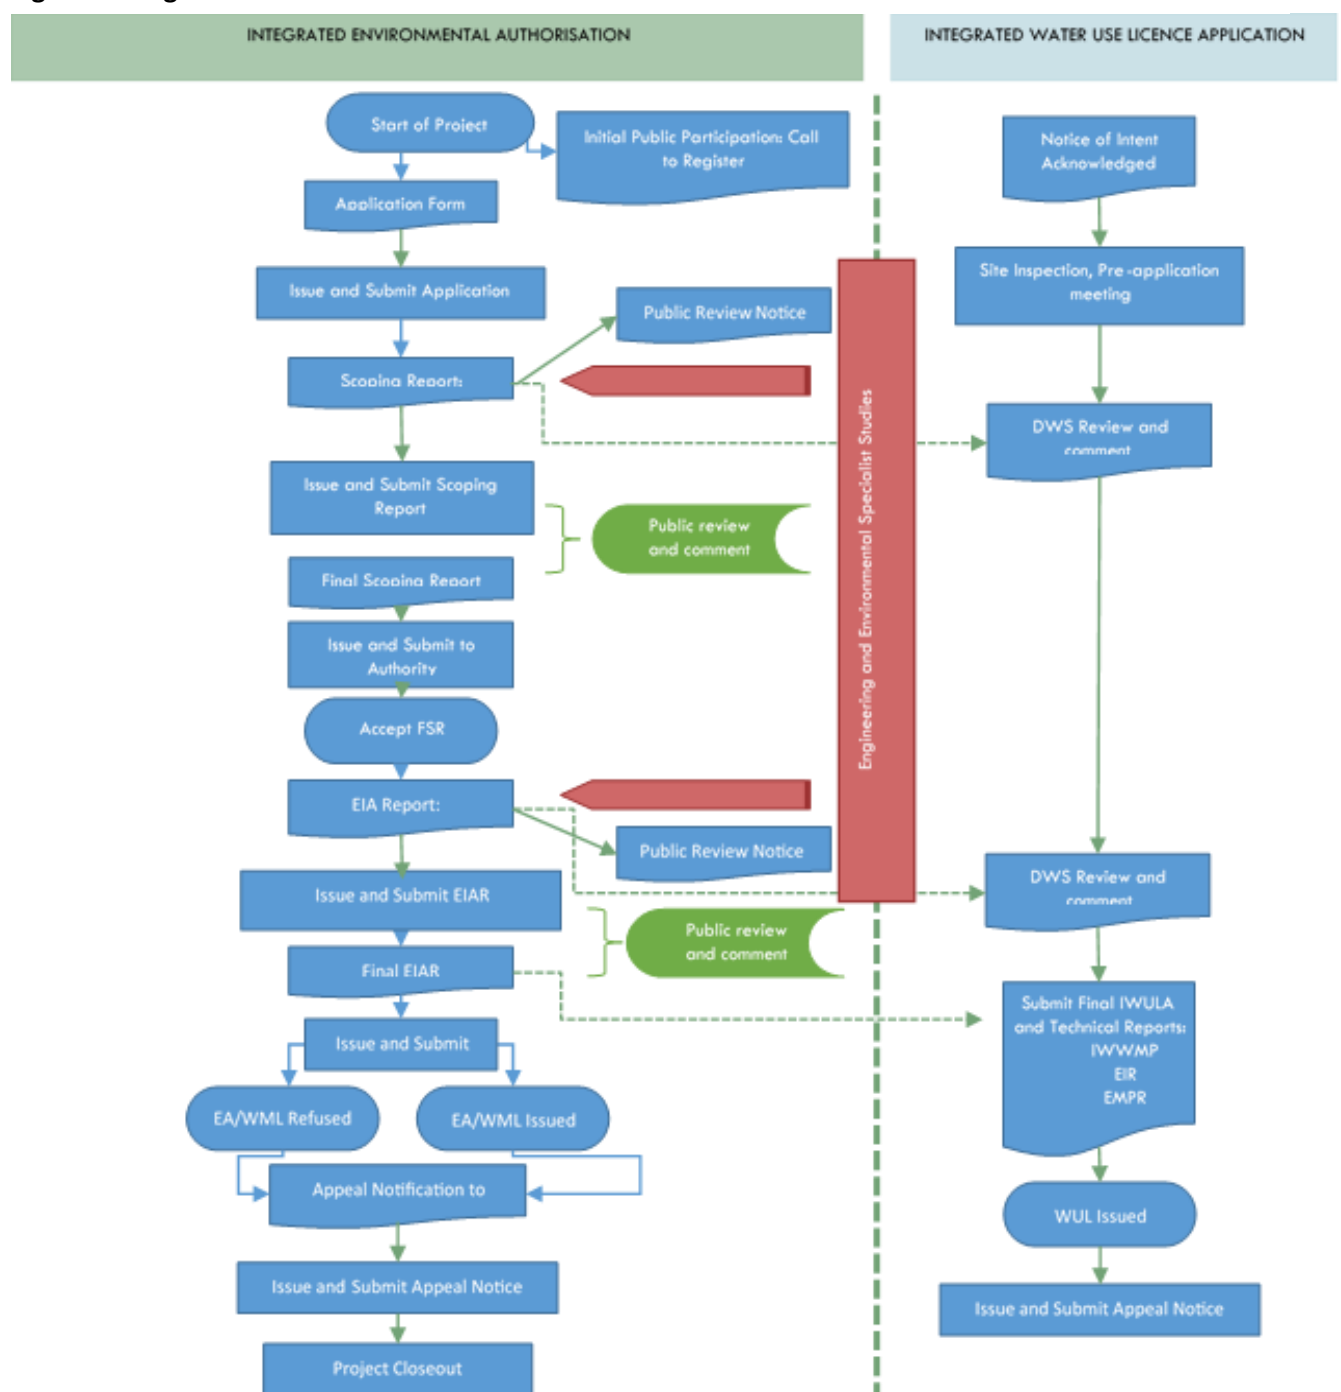 INTEGRATED ENVIRONMENTAL AUTHORISATION
INTEGRATED WATER USE LICENCE APPLICATION
Start of Project
Initial Public Participation: Call
to Register
Application Form
Issue and Submit Application
Public Review Notice
Scoping Report:
Issue and Submit Scoping
Report
Public review
and comment
Final Scoping Report
Issue and Submit to
Authority
Accept FSR
EIA Report:
Public Review Notice
Issue and Submit EIAR
Public review
and comment
Final EIAR
Issue and Submit
EA/WML Refused
EA/WML Issued
Appeal Notification to
Issue and Submit Appeal Notice
Project Closeout
Engineering and Environmental Specialist Studies
Notice of Intent
Acknowledged
Site Inspection, Pre-application
meeting
DWS Review and
comment
DWS Review and
comment
Submit Final IWULA
and Technical Reports:
IWWMP
EIR
EMPR
WUL Issued
Issue and Submit Appeal Notice